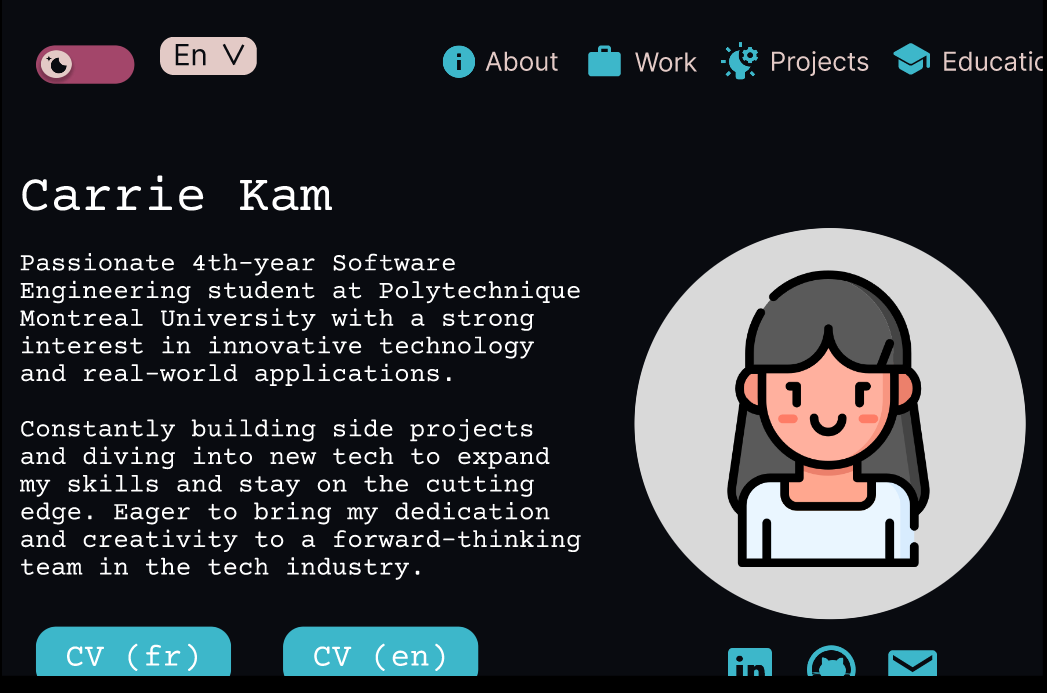 En V
About
Work
Projects
Educatio
Carrie Kam
Passionate 4th-year Software
Engineering student at Polytechnique
Montreal University with a strong
interest in innovative technology
and real-world applications.
Constantly building side projects
and diving into new tech to expand
my skills and stay on the cutting
edge. Eager to bring my dedication
and creativity to a forward-thinking
team in the tech industry.
CV (fr)
CV (en)
in